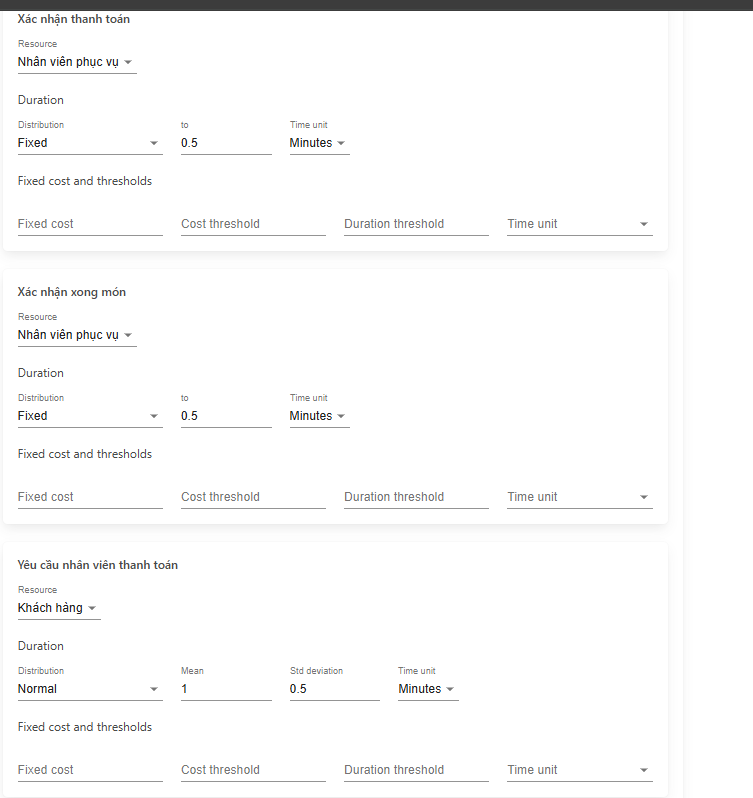 Xác nhận thanh toán
Resource
Nhân viên phục vụ
Duration
Distribution to Time unit
Fixed 0.5 Minutes
Fixed cost and thresholds
Fixed cost Cost threshold Duration threshold Time unit
Xác nhận xong món
Resource
Nhân viên phục vụ
Duration
Distribution to Time unit
Fixed 0.5 Minutes
Fixed cost and thresholds
Fixed cost Cost threshold Duration threshold Time unit
Yêu cầu nhân viên thanh toán
Resource
Khách hàng
Duration
Distribution Mean Std deviation Time unit
Normal 1 0.5 Minutes
Fixed cost and thresholds
Fixed cost Cost threshold Duration threshold Time unit